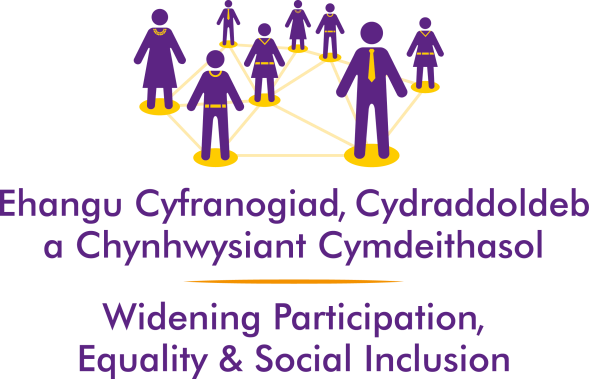 Ehangu Cyfranogiad, Cydraddoldeb
a Chynhwysiant Cymdeithasol
Widening Participation,
Equality & Social Inclusion